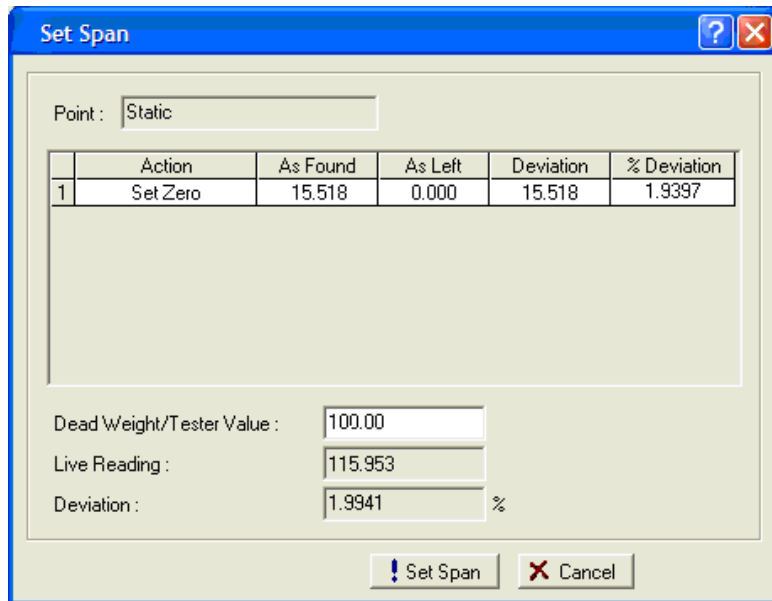 Set Span
Point : Static
Action As Found As Left Deviation % Deviation
1 Set Zero 15.518 0.000 15.518 1.9397
Dead Weight/Tester Value : 100.00
Live Reading : 115.953
Deviation : 1.9941 %
! Set Span Cancel